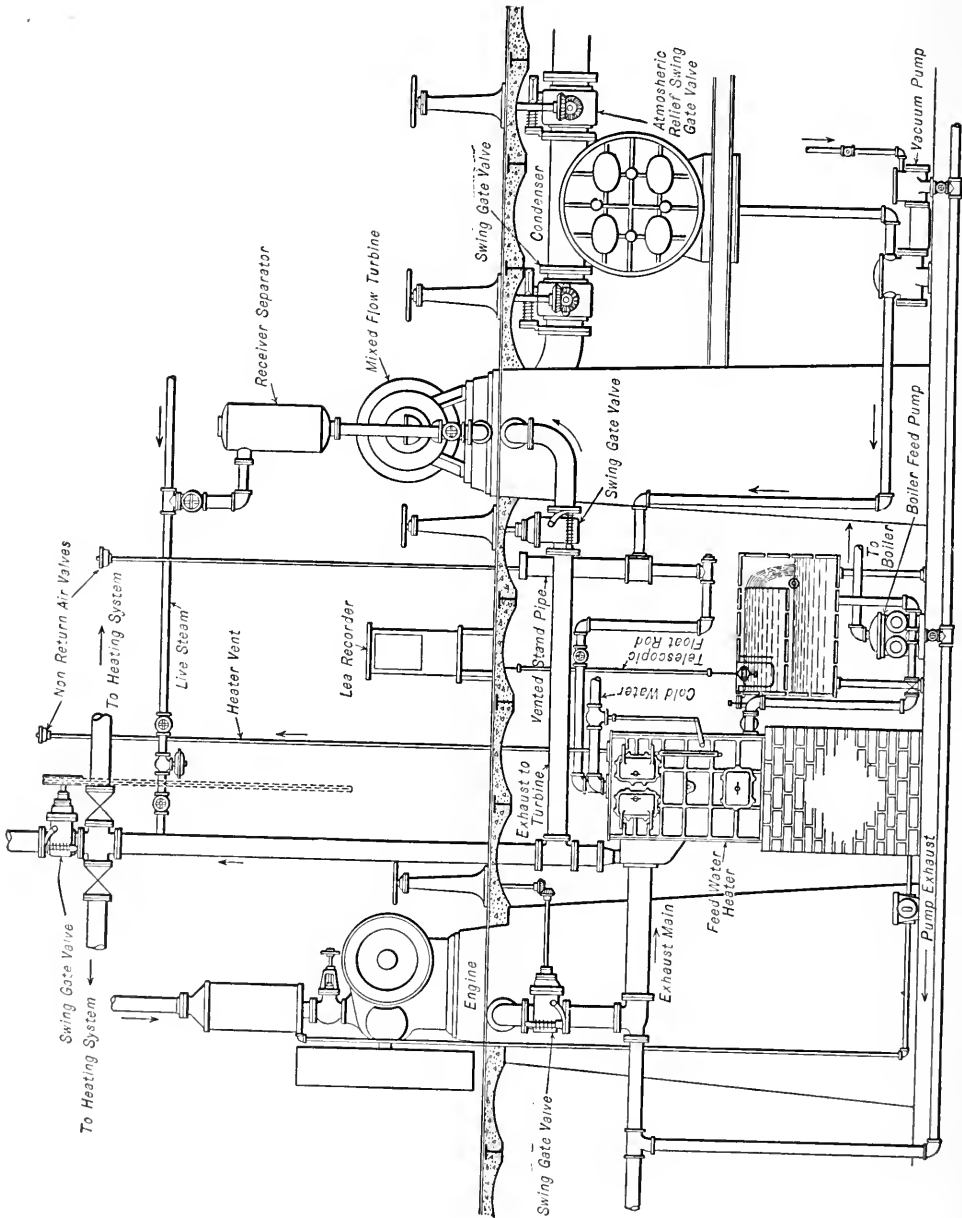 Swing Gate Valve
To Heating System
Non Return Air Valves
To Heating System
Live Steam
Heater Vent
Receiver Separator
Mixed Flow Turbine
Lea Recorder
Engine
Swing Gate Valve
Condenser
Atmosheric
Relief Swing
Gate Valve
Swing Gate Valve
Exhaust to
Turbine
Vented Stand Pipe
Cold Water
Telescopic
Float Rod
Swing Gate Valve
Exhaust Main
Feed Water
Heater
To
Boiler
Boiler Feed Pump
Vacuum Pump
Pump Exhaust